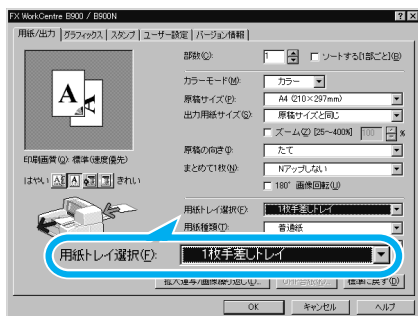 FX WorkCentre B900 / B900N
用紙/出力 グラフィックス スタンプ ユーザー設定 バージョン情報
部数(C): 1 ソートする[1部ごと](B)
カラーモード(M): カラー
原稿サイズ(P): A4 (210×297mm)
出力用紙サイズ(S): 原稿サイズと同じ
ズーム(Z) [25~400%] 100 %
原稿の向き(I): たて
まとめて1枚(N): Nアップしない
180° 画像回転(U)
印刷画質(Q): 標準(速度優先)
はやい きれい
用紙トレイ選択(F): 1枚手差しトレイ
用紙種類(T): 普通紙
用紙トレイ選択(F): 1枚手差しトレイ
標準に戻す(D)
OK キャンセル ヘルプ